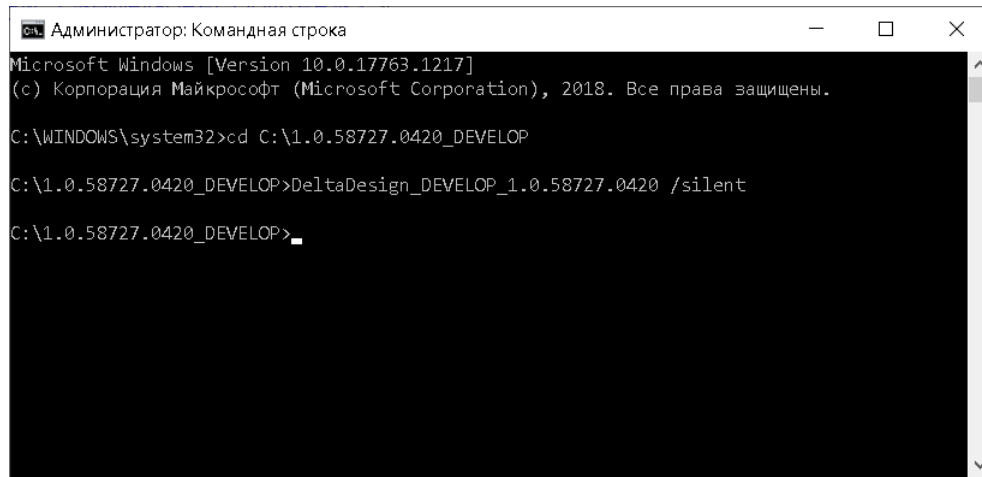 Администратор: Командная строка
Microsoft Windows [Version 10.0.17763.1217]
(c) Корпорация Майкрософт (Microsoft Corporation), 2018. Все права защищены.
C:\WINDOWS\system32>cd C:\1.0.58727.0420_DEVELOP
C:\1.0.58727.0420_DEVELOP>DeltaDesign_DEVELOP_1.0.58727.0420 /silent
C:\1.0.58727.0420_DEVELOP>